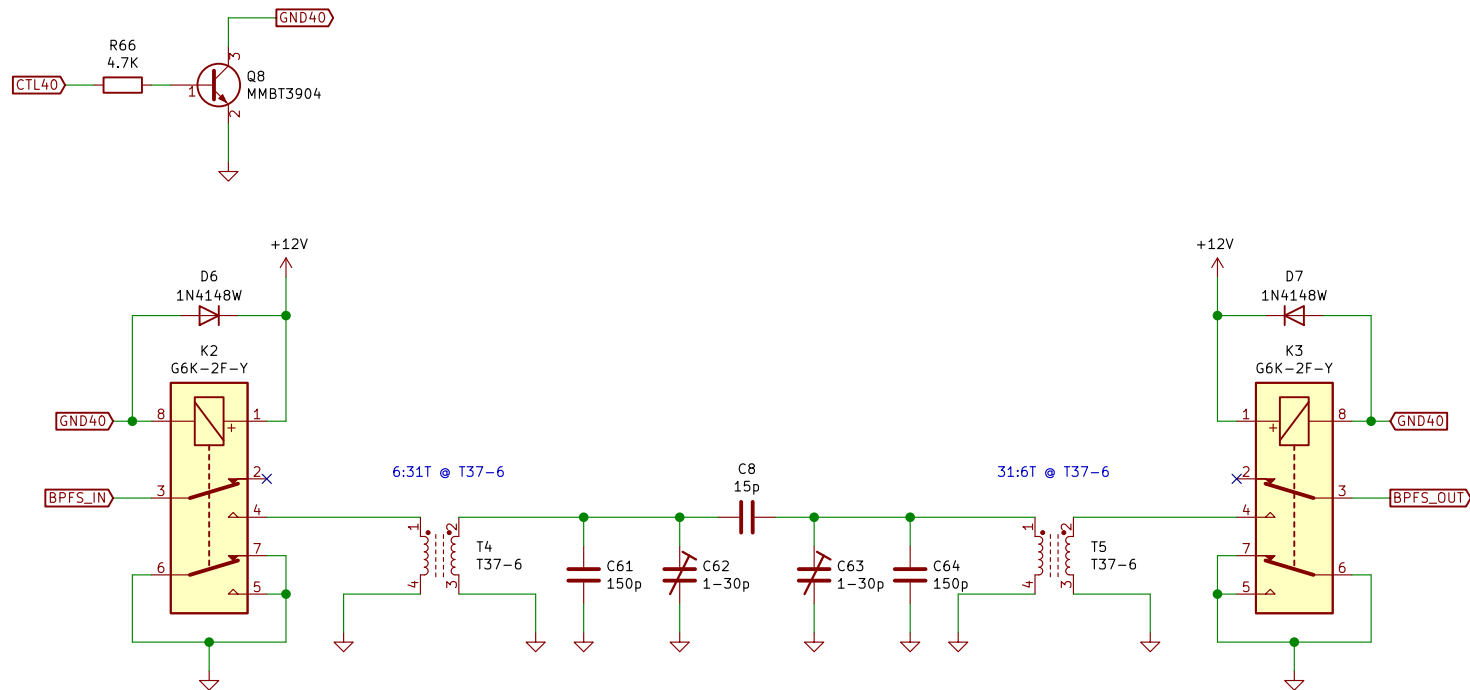 GND40
R66
4.7K
CTL40
3
1
Q8
MMBT3904
2
+12V
+12V
D6
1N4148W
D7
1N4148W
K2
G6K-2F-Y
K3
G6K-2F-Y
GND40
8
1
+
1
8
+
GND40
2
6:31T @ T37-6
C8
15p
31:6T @ T37-6
2
BPFS_IN
3
3
BPFS_OUT
4
1
2
1
2
4
7
T4
T37-6
C61
150p
C62
1-30p
C63
1-30p
C64
150p
T5
T37-6
7
6
4
3
4
3
6
5
5